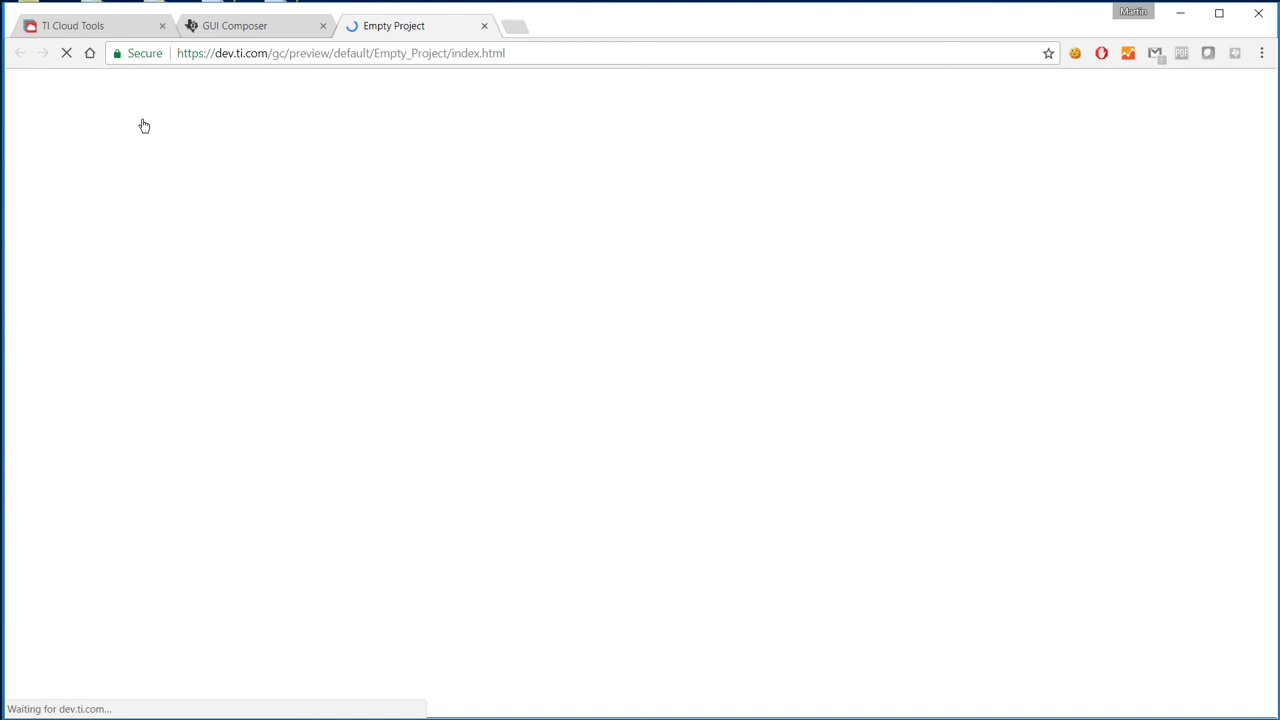 Martin
TI Cloud Tools
GUI Composer
Empty Project
Secure
https://dev.ti.com/gc/preview/default/Empty_Project/index.html
PDF
Waiting for dev.ti.com...